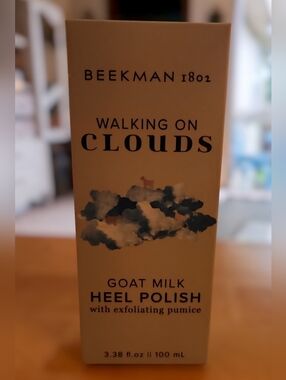 BEEKMAN 1802
WALKING ON
CLOUDS
GOAT MILK
HEEL POLISH
with exfoliating pumice
3.38 fl.oz || 100 mL